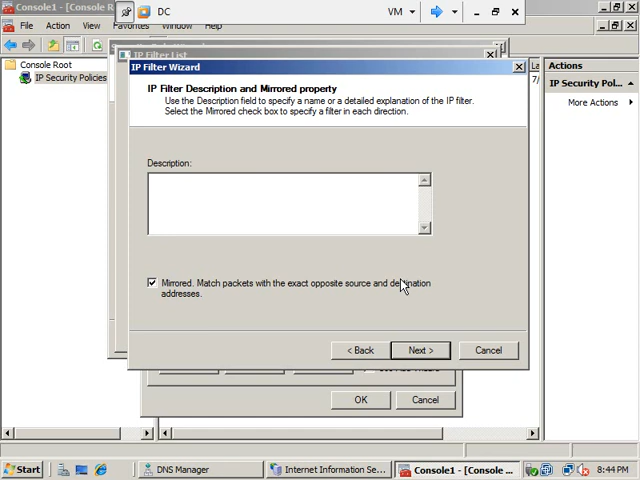 Console1 - [Console R
DC
VM
File Action View Favorites Window Help
Console Root
IP Security Policies
IP Filter List
IP Filter Wizard
IP Filter Description and Mirrored property
Use the Description field to specify a name or a detailed explanation of the IP filter.
Select the Mirrored check box to specify a filter in each direction.
Description:
Mirrored. Match packets with the exact opposite source and destination
addresses.
< Back
Next >
Cancel
OK
Cancel
La
7/
Actions
IP Security Pol...
More Actions
Start
DNS Manager
Internet Information Se...
Console1 - [Console ...
8:44 PM